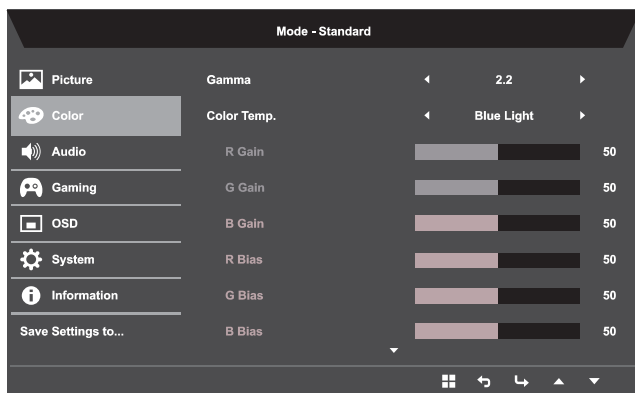 Mode - Standard
Picture
Gamma 2.2
Color
Color Temp. Blue Light
Audio
R Gain 50
Gaming
G Gain 50
OSD
B Gain 50
System
R Bias 50
Information
G Bias 50
Save Settings to...
B Bias 50